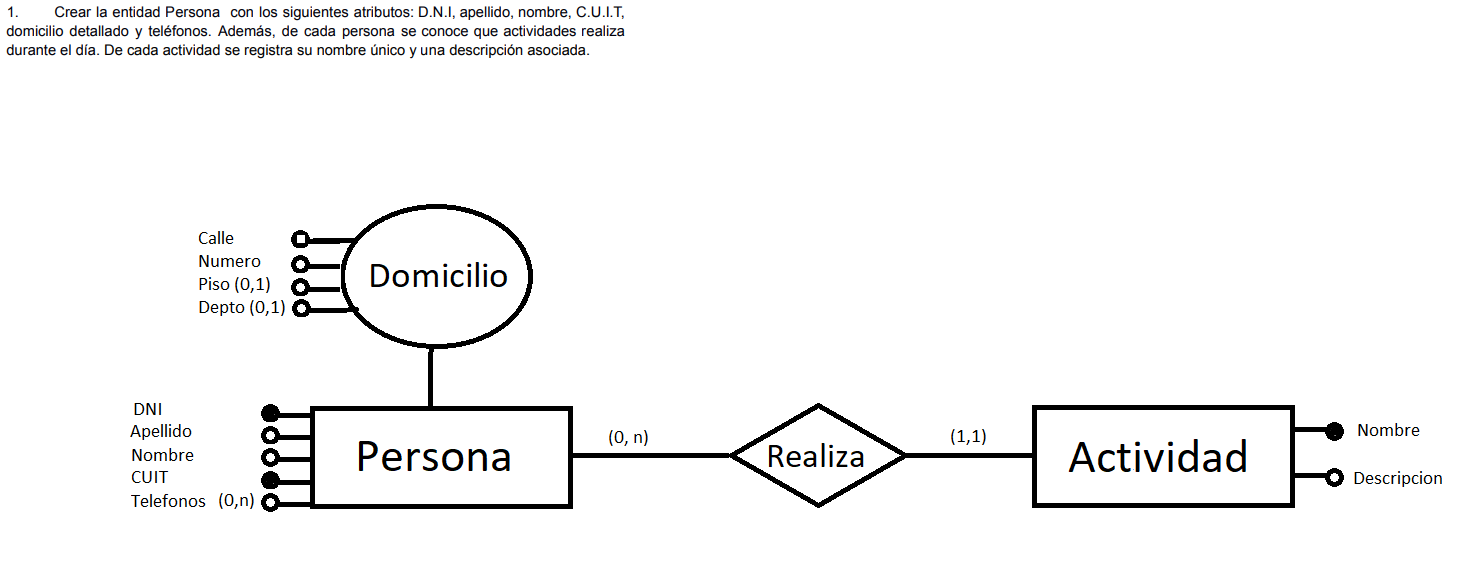 1. Crear la entidad Persona con los siguientes atributos: D.N.I, apellido, nombre, C.U.I.T,
domicilio detallado y teléfonos. Además, de cada persona se conoce que actividades realiza
durante el día. De cada actividad se registra su nombre único y una descripción asociada.
Calle
Numero
Piso (0,1)
Depto (0,1)
Domicilio
DNI
Apellido
Nombre
CUIT
Telefonos (0,n)
Persona
(0, n)
Realiza
(1,1)
Actividad
Nombre
Descripcion